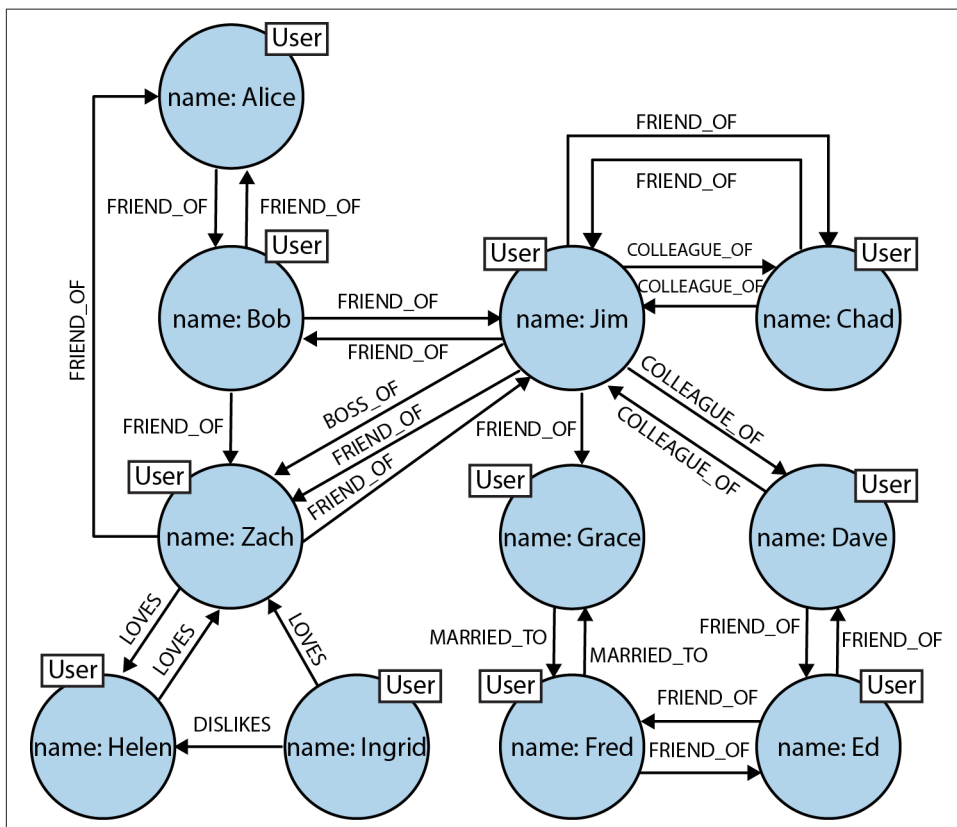 User
name: Alice
FRIEND_OF
FRIEND_OF
FRIEND_OF
FRIEND_OF
FRIEND_OF
User
User
User
COLLEAGUE_OF
COLLEAGUE_OF
FRIEND_OF
name: Bob
FRIEND_OF
name: Jim
name: Chad
FRIEND_OF
BOSS_OF
FRIEND_OF
FRIEND_OF
COLLEAGUE_OF
COLLEAGUE_OF
FRIEND_OF
FRIEND_OF
User
User
User
name: Zach
name: Grace
name: Dave
LOVES
LOVES
LOVES
MARRIED_TO
MARRIED_TO
FRIEND_OF
FRIEND_OF
User
User
User
User
DISLIKES
FRIEND_OF
name: Helen
name: Ingrid
name: Fred
FRIEND_OF
name: Ed